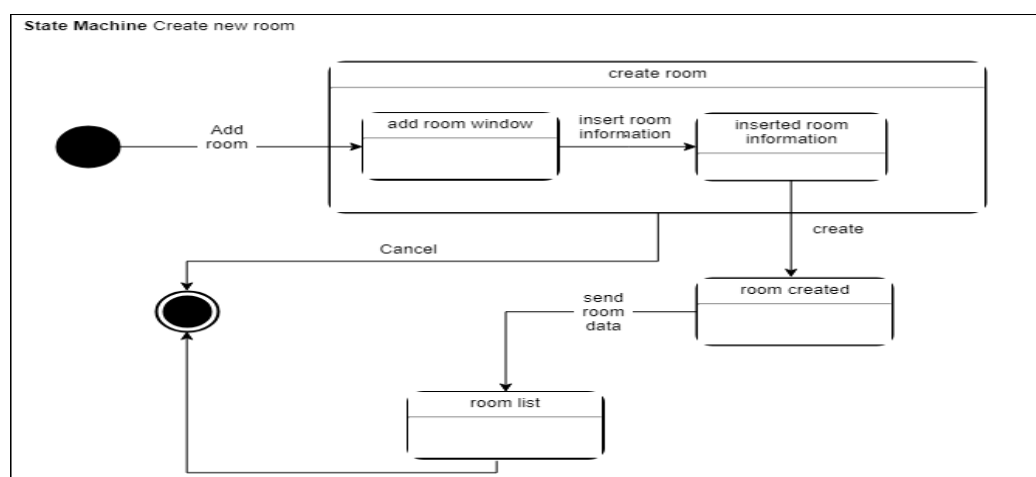 State Machine Create new room
create room
Add
room
add room window
insert room
information
inserted room
information
create
Cancel
room created
send
room
data
room list